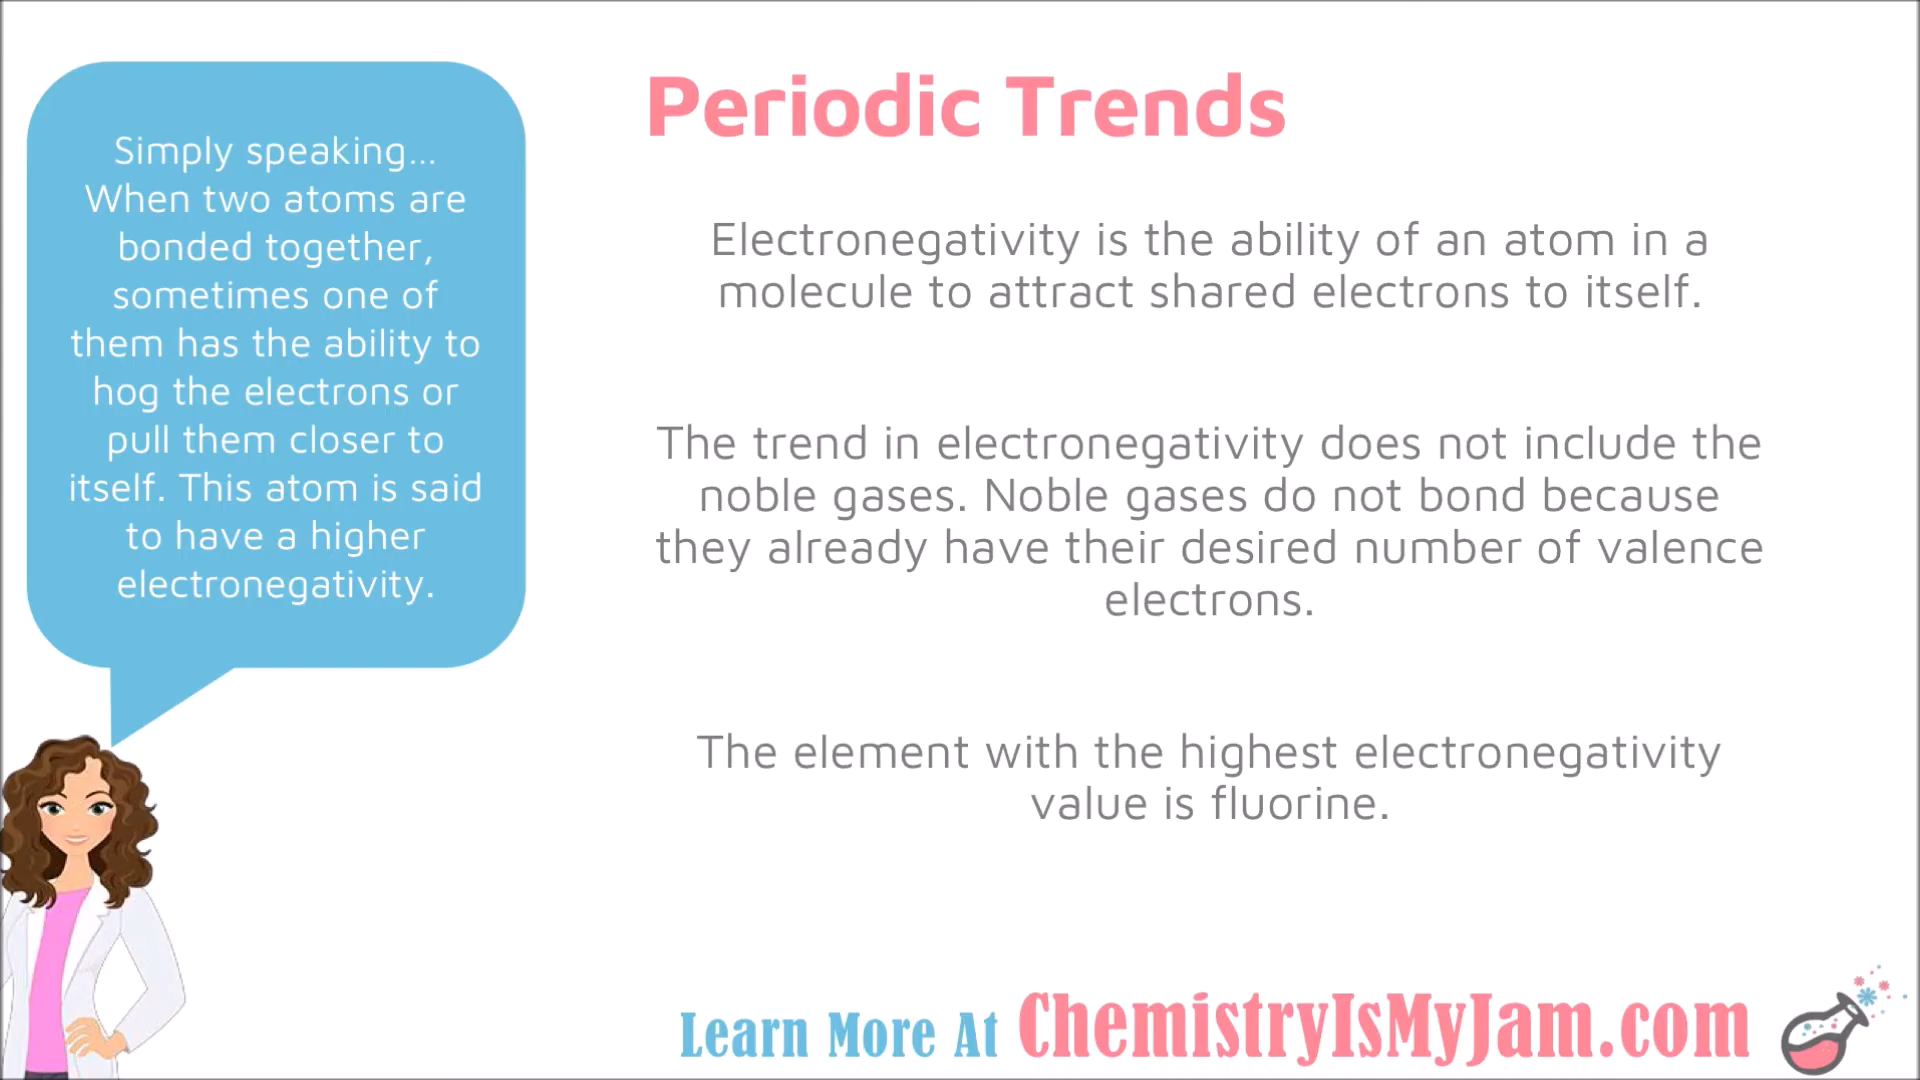 Simply speaking...
When two atoms are
bonded together,
sometimes one of
them has the ability to
hog the electrons or
pull them closer to
itself. This atom is said
to have a higher
electronegativity.
Periodic Trends
Electronegativity is the ability of an atom in a
molecule to attract shared electrons to itself.
The trend in electronegativity does not include the
noble gases. Noble gases do not bond because
they already have their desired number of valence
electrons.
The element with the highest electronegativity
value is fluorine.
Learn More At ChemistryIsMyJam.com